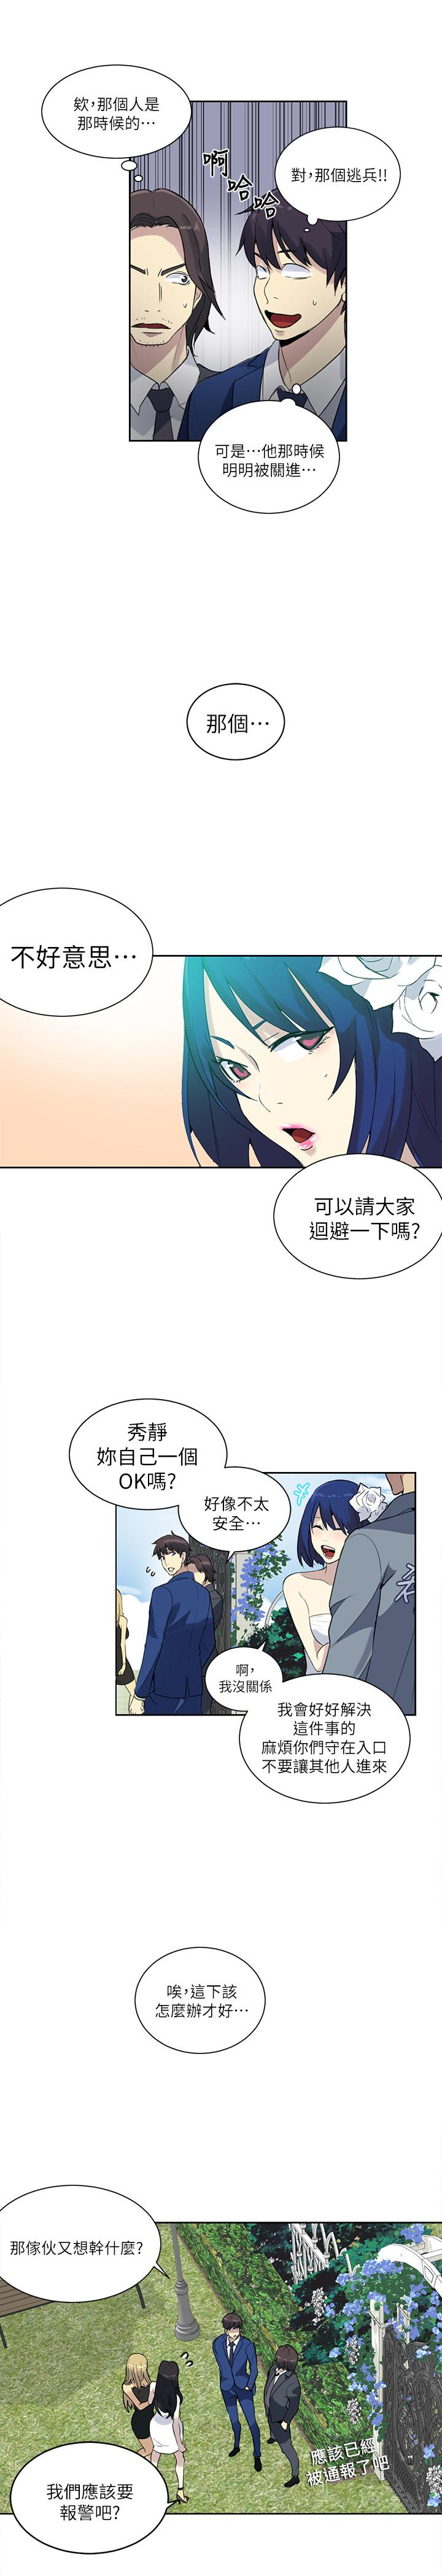 欸，那個人是
那時候的…
啊
哈
哈
對，那個逃兵!!
可是…他那時候
明明被關進…
那個…
不好意思…
可以請大家
迴避一下嗎?
秀靜
妳自己一個
OK嗎?
好像不太
安全…
啊，
我沒關係
我會好好解決
這件事的
麻煩你們守在入口
不要讓其他人進來
唉，這下該
怎麼辦才好…
那傢伙又想幹什麼?
應該已經
被通報了吧
我們應該要
報警吧?